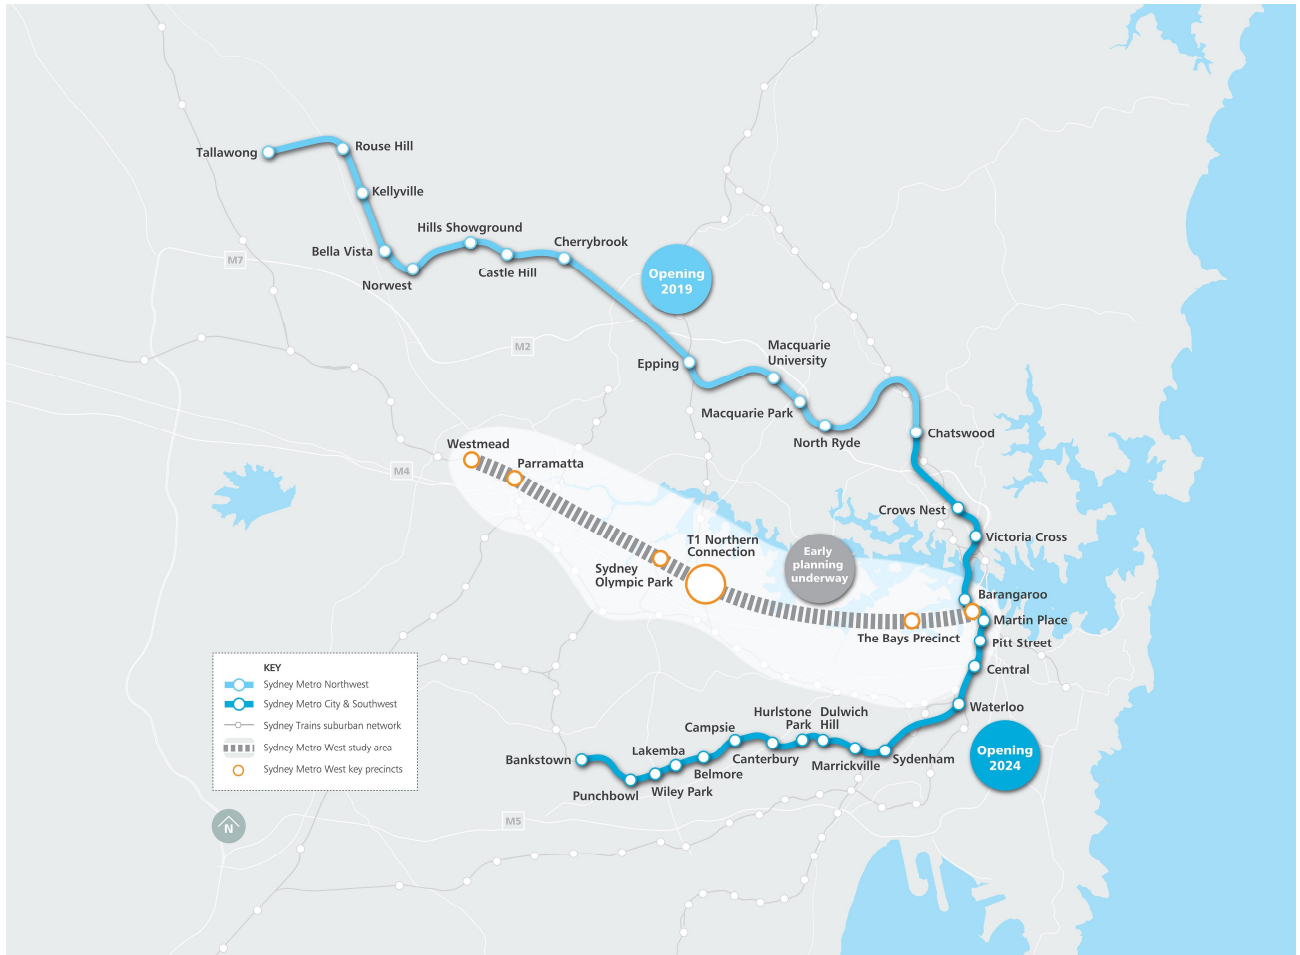 Tallawong
Rouse Hill
Kellyville
Hills Showground
Cherrybrook
Bella Vista
Castle Hill
Norwest
M7
Opening
2019
M2
Epping
Macquarie
University
Macquarie Park
North Ryde
Chatswood
Westmead
Parramatta
M4
Crows Nest
Victoria Cross
T1 Northern
Connection
Early
planning
underway
Sydney
Olympic Park
Barangaroo
Martin Place
The Bays Precinct
Pitt Street
Central
Waterloo
KEY
Sydney Metro Northwest
Sydney Metro City & Southwest
Sydney Trains suburban network
Sydney Metro West study area
Sydney Metro West key precincts
Hurlstone
Park
Dulwich
Hill
Campsie
Lakemba
Bankstown
Canterbury
Sydenham
Marrickville
Belmore
Wiley Park
Punchbowl
Opening
2024
M5
N